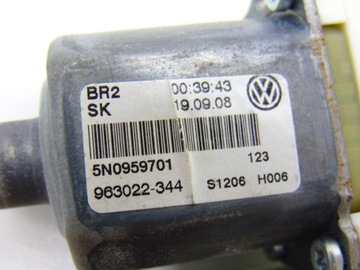 BR2 00:39:43
SK 19.09.08
5N0959701 123
963022-344 S1206 H006